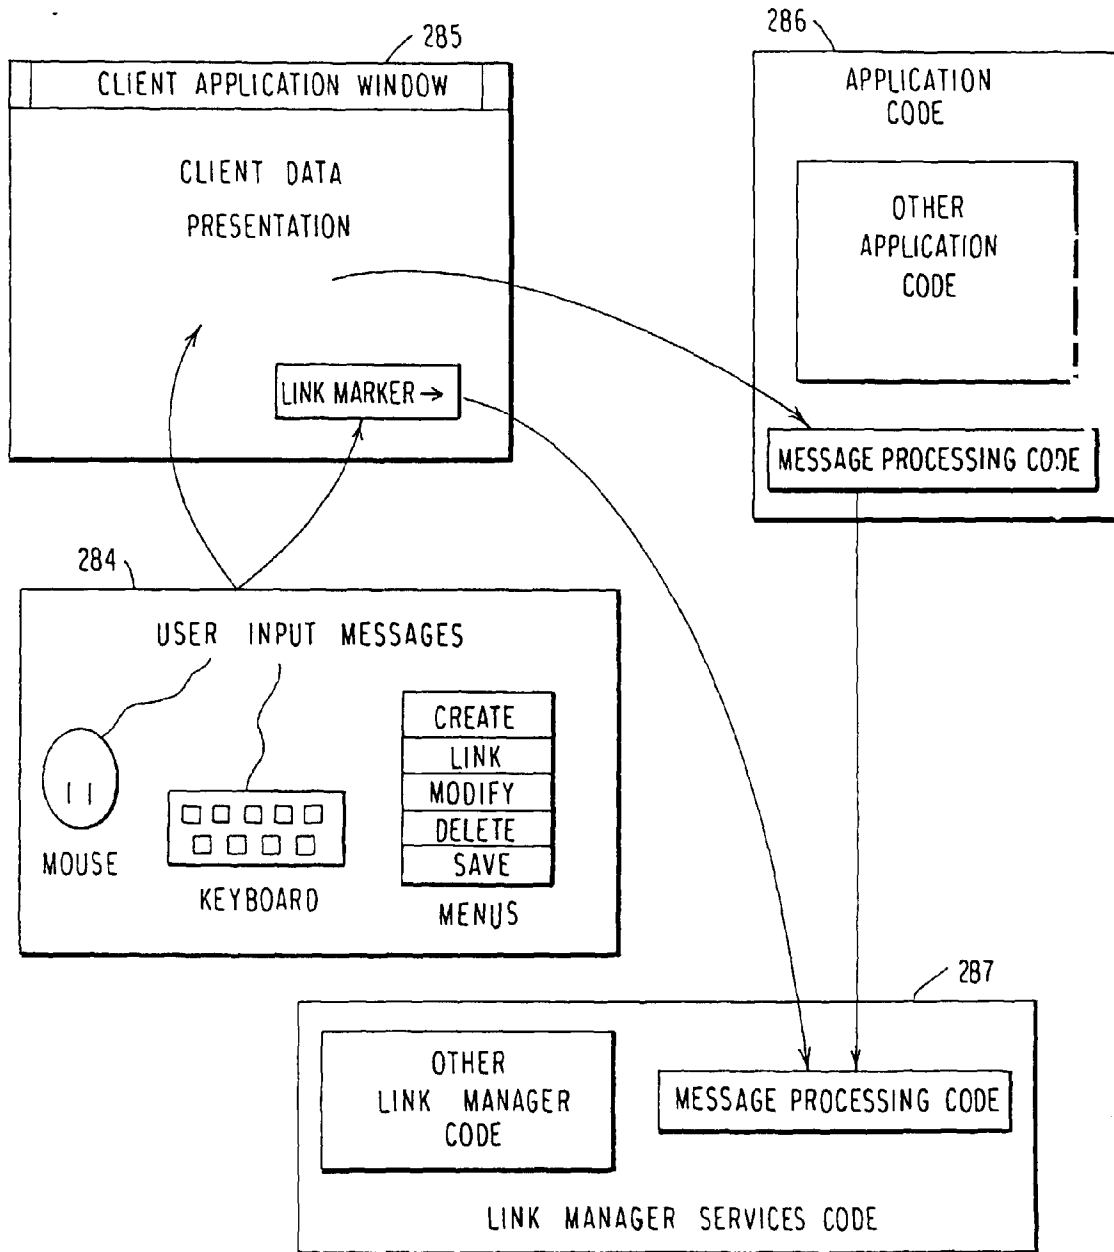 285
CLIENT APPLICATION WINDOW
CLIENT DATA
PRESENTATION
LINK MARKER →
286
APPLICATION
CODE
OTHER
APPLICATION
CODE
MESSAGE PROCESSING CODE
284
USER INPUT MESSAGES
MOUSE
KEYBOARD
CREATE
LINK
MODIFY
DELETE
SAVE
MENUS
287
OTHER
LINK MANAGER
CODE
MESSAGE PROCESSING CODE
LINK MANAGER SERVICES CODE